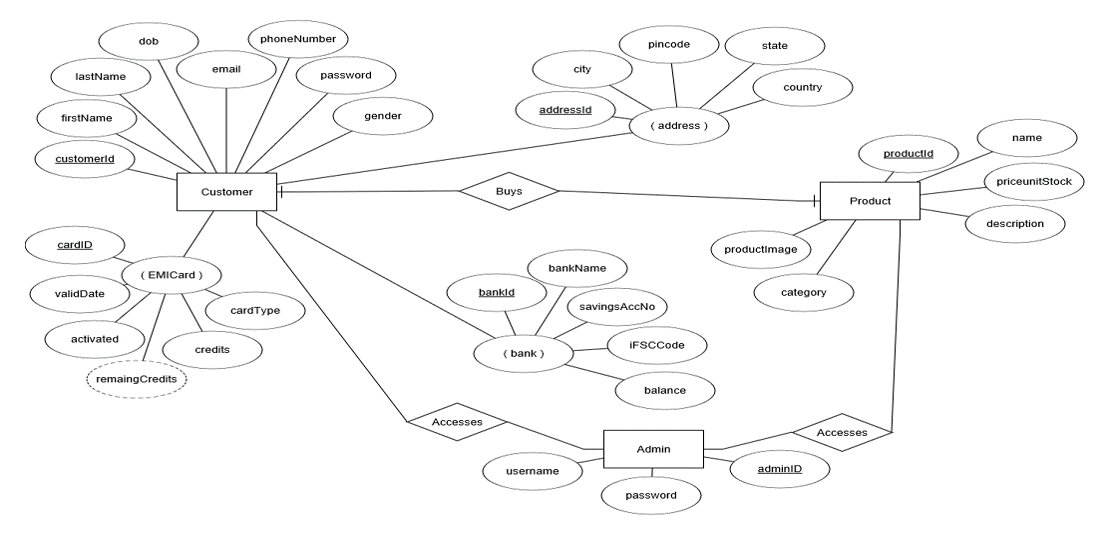 dob
phoneNumber
lastName
email
password
firstName
gender
customerId
Customer
pincode
state
city
country
addressId
( address )
Buys
productId
name
priceunitStock
Product
description
productImage
category
cardID
( EMICard )
validDate
cardType
activated
credits
remaingCredits
bankName
bankId
savingsAccNo
iFSCCode
( bank )
balance
Accesses
Accesses
Admin
username
adminID
password